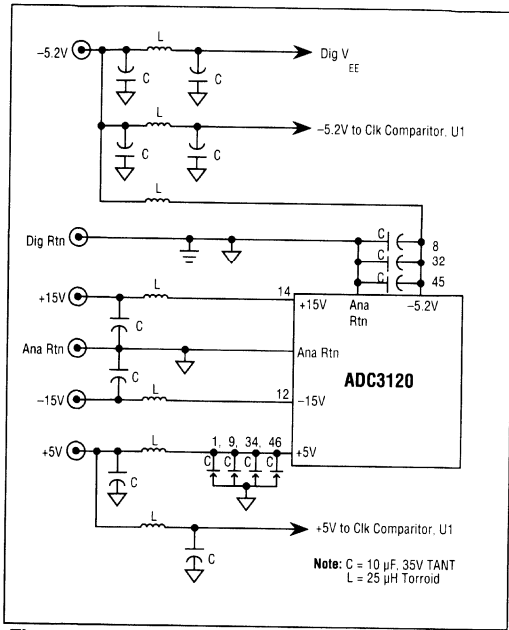 L
–5.2V
Dig V
EE
C
C
L
–5.2V to Clk Comparitor, U1
C
C
L
Dig Rtn
C
8
C
32
C
45
+15V
L
14
+15V
Ana
Rtn
–5.2V
C
Ana Rtn
Ana Rtn
ADC3120
C
–15V
L
12
–15V
+5V
L
1, 9, 34, 46
+5V
C
C
C
C
C
L
+5V to Clk Comparitor, U1
C
Note: C = 10 µF, 35V TANT
L = 25 µH Torroid